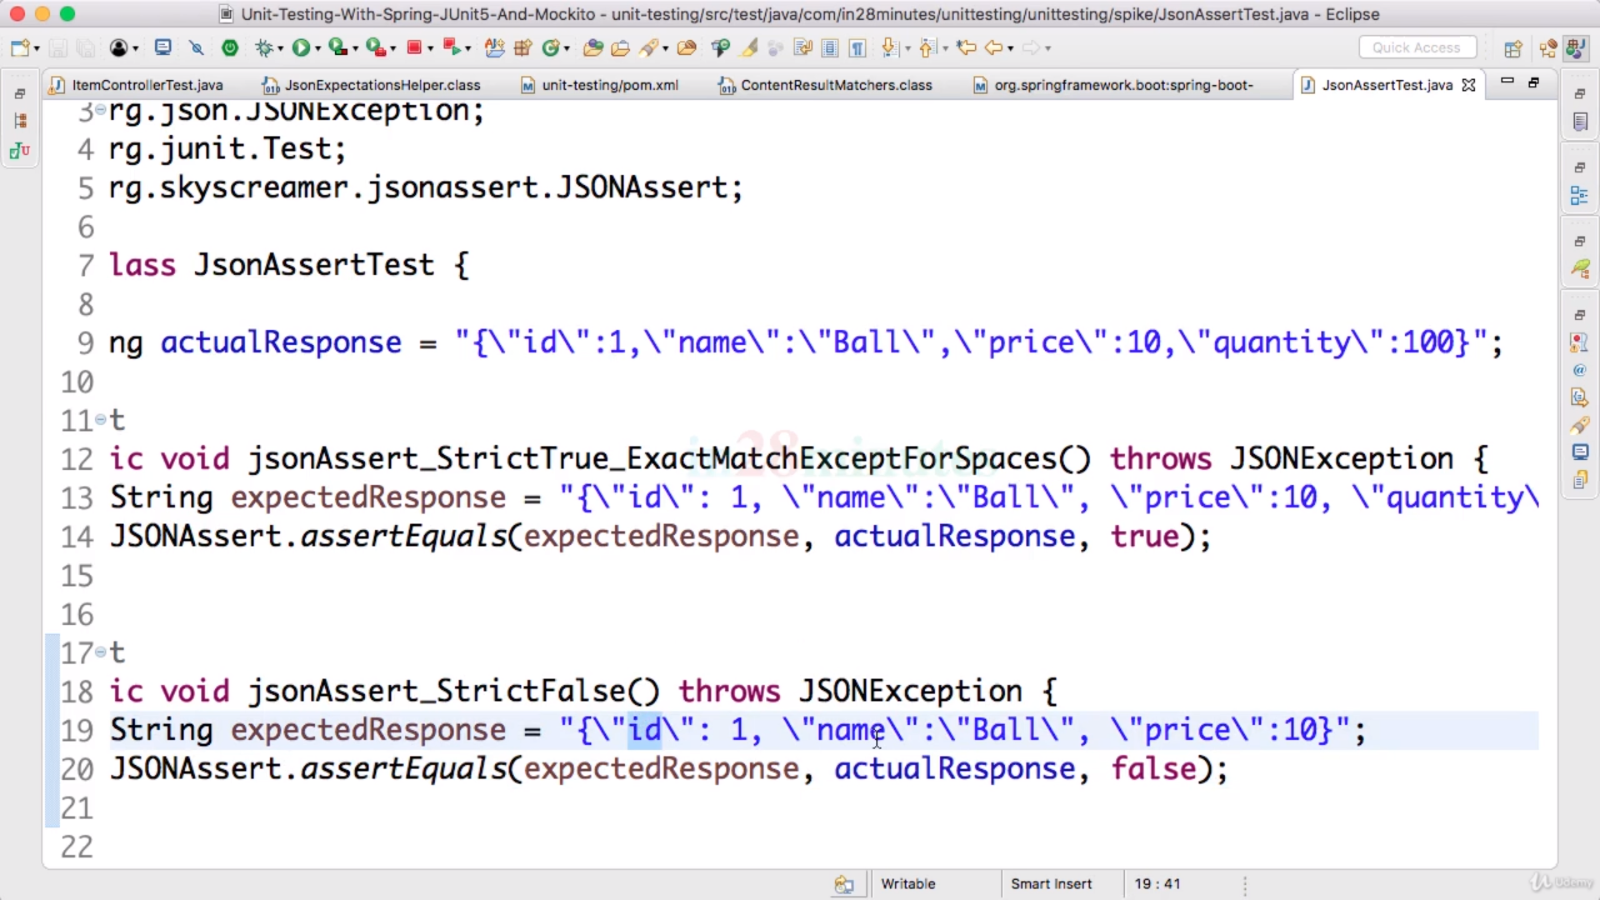 Unit-Testing-With-Spring-JUnit5-And-Mockito - unit-testing/src/test/java/com/in28minutes/unittesting/unittesting/spike/JsonAssertTest.java - Eclipse
Quick Access
ItemControllerTest.java
JsonExpectationsHelper.class
unit-testing/pom.xml
ContentResultMatchers.class
org.springframework.boot:spring-boot-
JsonAssertTest.java
3 rg.json.JSONException;
4 rg.junit.Test;
5 rg.skyscreamer.jsonassert.JSONAssert;
6
7 lass JsonAssertTest {
8
9 ng actualResponse = "{\"id\":1,\"name\":\"Ball\",\"price\":10,\"quantity\":100}";
10
11 t
12 ic void jsonAssert_StrictTrue_ExactMatchExceptForSpaces() throws JSONException {
13 String expectedResponse = "{\"id\": 1, \"name\":\"Ball\", \"price\":10, \"quantity\
14 JSONAssert.assertEquals(expectedResponse, actualResponse, true);
15
16
17 t
18 ic void jsonAssert_StrictFalse() throws JSONException {
19 String expectedResponse = "{\"id\": 1, \"name\":\"Ball\", \"price\":10}";
20 JSONAssert.assertEquals(expectedResponse, actualResponse, false);
21
22
in28minutes
Writable
Smart Insert
19 : 41
Udemy